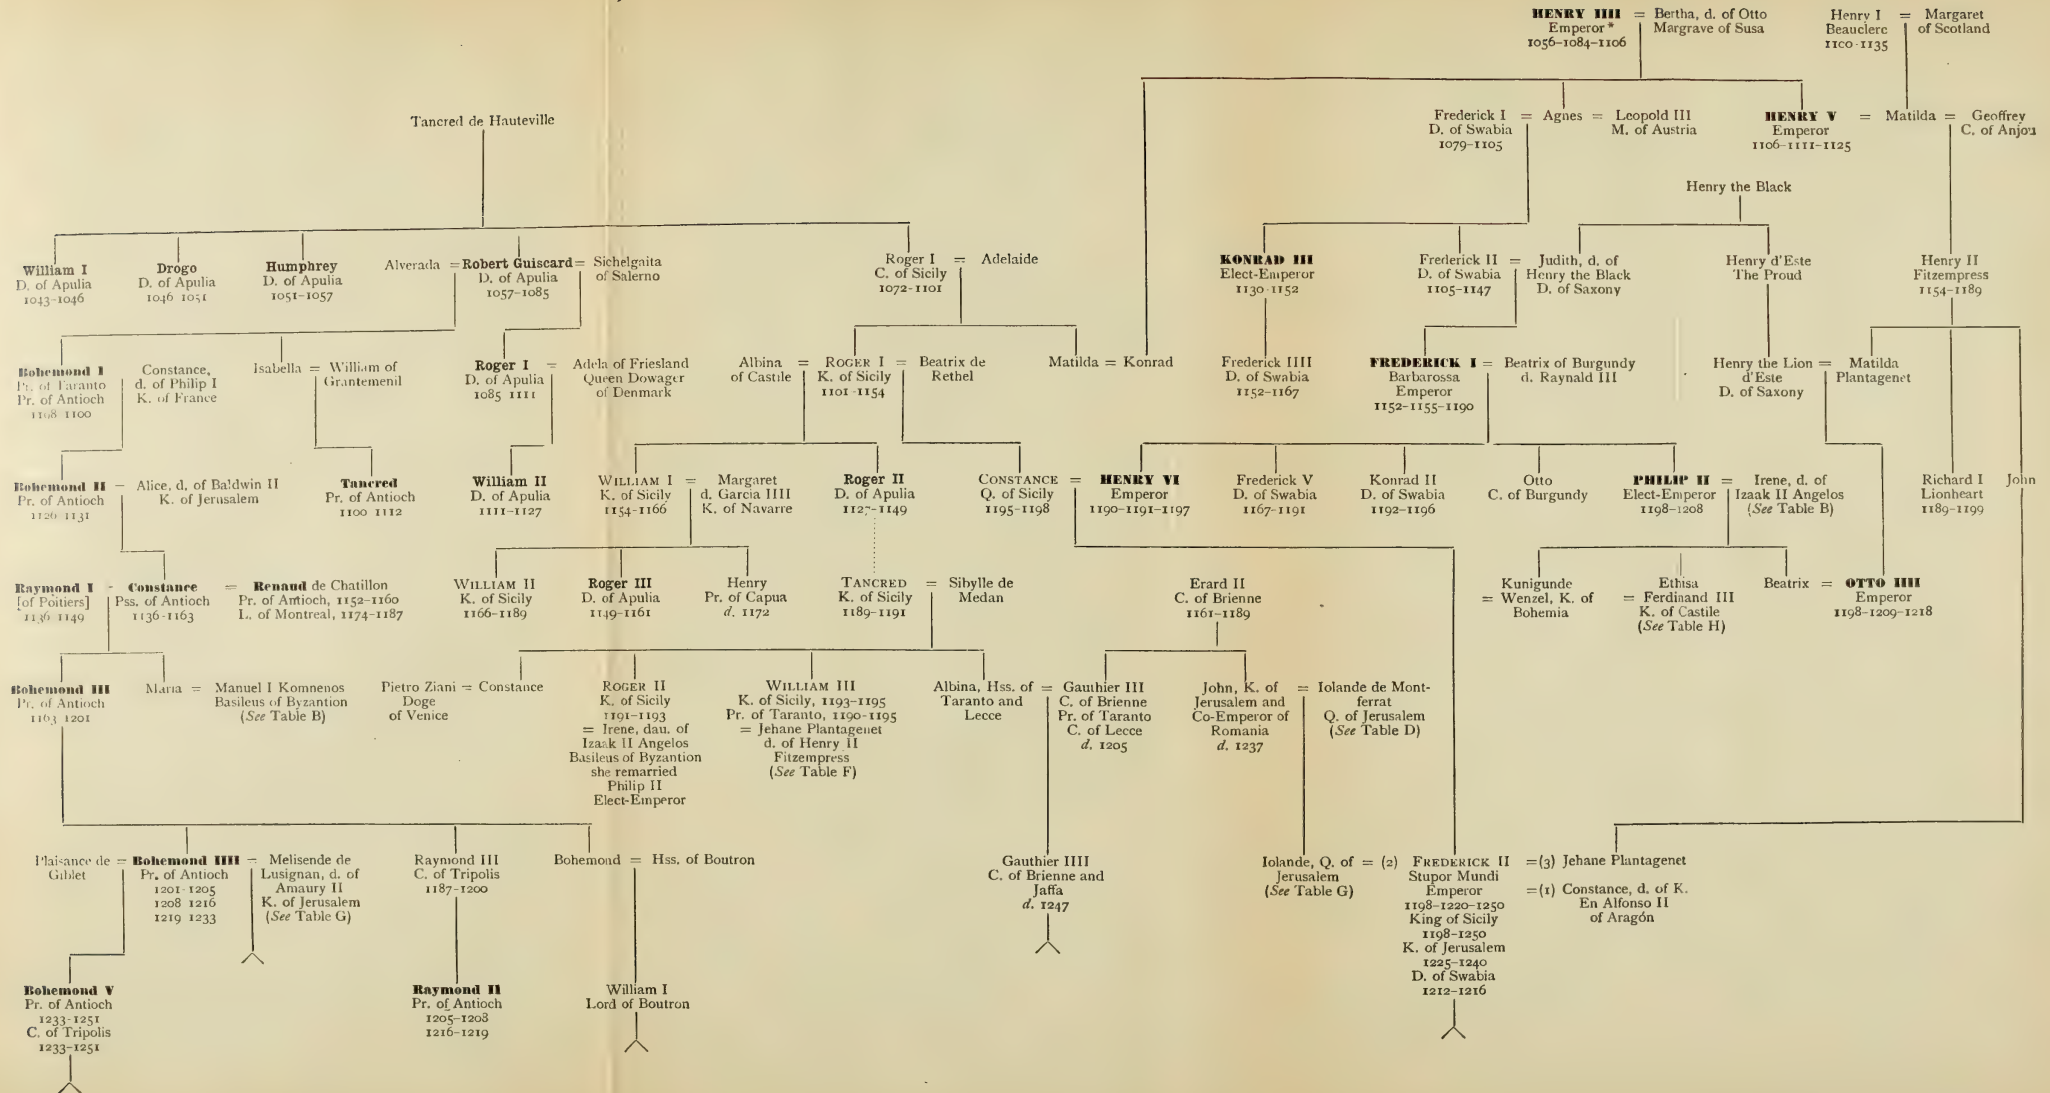 HENRY IIII = Bertha, d. of Otto
Emperor* Margrave of Susa
1056-1084-1106
Henry I = Margaret
Beauclerc of Scotland
1100-1135
Tancred de Hauteville
Frederick I = Agnes = Leopold III
D. of Swabia M. of Austria
1079-1105
HENRY V = Matilda = Geoffrey
Emperor C. of Anjou
1106-1111-1125
Henry the Black
William I
D. of Apulia
1043-1046
Drogo
D. of Apulia
1046 1051
Humphrey
D. of Apulia
1051-1057
Alverada = Robert Guiscard = Sichelgaita
D. of Apulia of Salerno
1057-1085
Roger I = Adelaide
C. of Sicily
1072-1101
KONRAD III
Elect-Emperor
1130-1152
Frederick II = Judith, d. of
D. of Swabia Henry the Black
1105-1147 D. of Saxony
Henry d'Este
The Proud
Henry II
Fitzempress
1154-1189
Bohemond I
Pr. of Taranto
Pr. of Antioch
1100
Constance,
d. of Philip I
K. of France
Isabella = William of
Grantemenil
Roger I = Adela of Friesland
D. of Apulia Queen Dowager
1085 1111 of Denmark
Albina = ROGER I = Beatrix de
of Castile K. of Sicily Rethel
1101-1154
Matilda = Konrad
Frederick IIII
D. of Swabia
1152-1167
FREDERICK I = Beatrix of Burgundy
Barbarossa d. Raynald III
Emperor
1152-1155-1190
Henry the Lion = Matilda
d'Este Plantagenet
D. of Saxony
Bohemond II - Alice, d. of Baldwin II
Pr. of Antioch K. of Jerusalem
1126 1131
Tancred
Pr. of Antioch
1100 1112
William II
D. of Apulia
1111-1127
WILLIAM I = Margaret
K. of Sicily d. Garcia IIII
1154-1166 K. of Navarre
Roger II
D. of Apulia
1127-1149
CONSTANCE = HENRY VI
Q. of Sicily Emperor
1195-1198 1190-1191-1197
Frederick V
D. of Swabia
1167-1191
Konrad II
D. of Swabia
1192-1196
Otto
C. of Burgundy
PHILIP II = Irene, d. of
Elect-Emperor Izaak II Angelos
1198-1208 (See Table B)
Richard I
Lionheart
1189-1199
John
Raymond I - Constance = Renaud de Chatillon
[of Poitiers] Pss. of Antioch Pr. of Antioch, 1152-1160
1136 1149 1136-1163 L. of Montreal, 1174-1187
WILLIAM II
K. of Sicily
1166-1189
Roger III
D. of Apulia
1149-1161
Henry
Pr. of Capua
d. 1172
TANCRED = Sibylle de
K. of Sicily Medan
1189-1191
Erard II
C. of Brienne
1161-1189
Kunigunde
= Wenzel, K. of
Bohemia
Ethisa
= Ferdinand III
K. of Castile
(See Table H)
Beatrix = OTTO IIII
Emperor
1198-1209-1218
Bohemond III
Pr. of Antioch
1163 1201
Maria = Manuel I Komnenos
Basileus of Byzantion
(See Table B)
Pietro Ziani = Constance
Doge
of Venice
ROGER II
K. of Sicily
1191-1193
= Irene, dau. of
Izaak II Angelos
Basileus of Byzantion
she remarried
Philip II
Elect-Emperor
WILLIAM III
K. of Sicily, 1193-1195
Pr. of Taranto, 1190-1195
= Jehane Plantagenet
d. of Henry II
Fitzempress
(See Table F)
Albina, Hss. of = Gauthier III
Taranto and C. of Brienne
Lecce Pr. of Taranto
C. of Lecce
d. 1205
John, K. of = Iolande de Mont-
Jerusalem and ferrat
Co-Emperor of Q. of Jerusalem
Romania (See Table D)
d. 1237
Plaisance de = Bohemond IIII = Melisende de
Giblet Pr. of Antioch Lusignan, d. of
1201-1205 Amaury II
1208 1216 K. of Jerusalem
1219 1233 (See Table G)
Raymond III
C. of Tripolis
1187-1200
Bohemond = Hss. of Boutron
Gauthier IIII
C. of Brienne and
Jaffa
d. 1247
Iolande, Q. of = (2) FREDERICK II =(3) Jehane Plantagenet
Jerusalem Stupor Mundi
(See Table G) Emperor =(1) Constance, d. of K.
1198-1220-1250 En Alfonso II
King of Sicily of Aragón
1198-1250
K. of Jerusalem
1225-1240
D. of Swabia
1212-1216
Bohemond V
Pr. of Antioch
1233-1251
C. of Tripolis
1233-1251
Raymond II
Pr. of Antioch
1205-1208
1216-1219
William I
Lord of Boutron